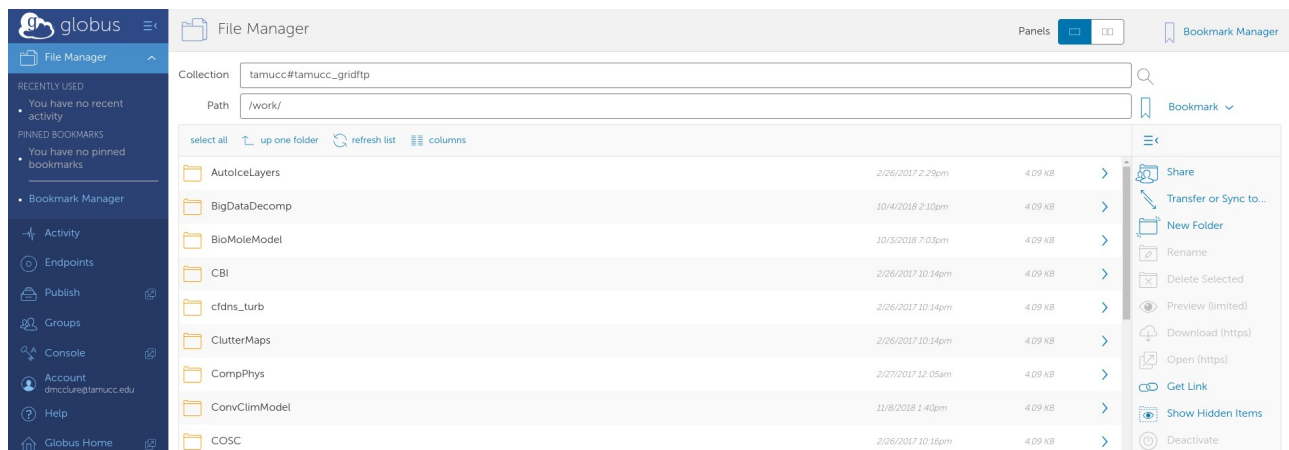 globus
File Manager
RECENTLY USED
You have no recent
activity
PINNED BOOKMARKS
You have no pinned
bookmarks
Bookmark Manager
Activity
Endpoints
Publish
Groups
Console
Account
dmcclure@tamucc.edu
Help
Globus Home
File Manager
Panels
Bookmark Manager
Collection tamucc#tamucc_gridftp
Path /work/
Bookmark
select all up one folder refresh list columns
AutoIceLayers 2/26/2017 2:29pm 4.09 KB
BigDataDecomp 10/4/2018 2:10pm 4.09 KB
BioMoleModel 10/3/2018 7:03pm 4.09 KB
CBI 2/26/2017 10:14pm 4.09 KB
cfdns_turb 2/26/2017 10:14pm 4.09 KB
ClutterMaps 2/26/2017 10:14pm 4.09 KB
CompPhys 2/27/2017 12:05am 4.09 KB
ConvClimModel 11/8/2018 1:40pm 4.09 KB
COSC 2/26/2017 10:16pm 4.09 KB
Share
Transfer or Sync to...
New Folder
Rename
Delete Selected
Preview (limited)
Download (https)
Open (https)
Get Link
Show Hidden Items
Deactivate